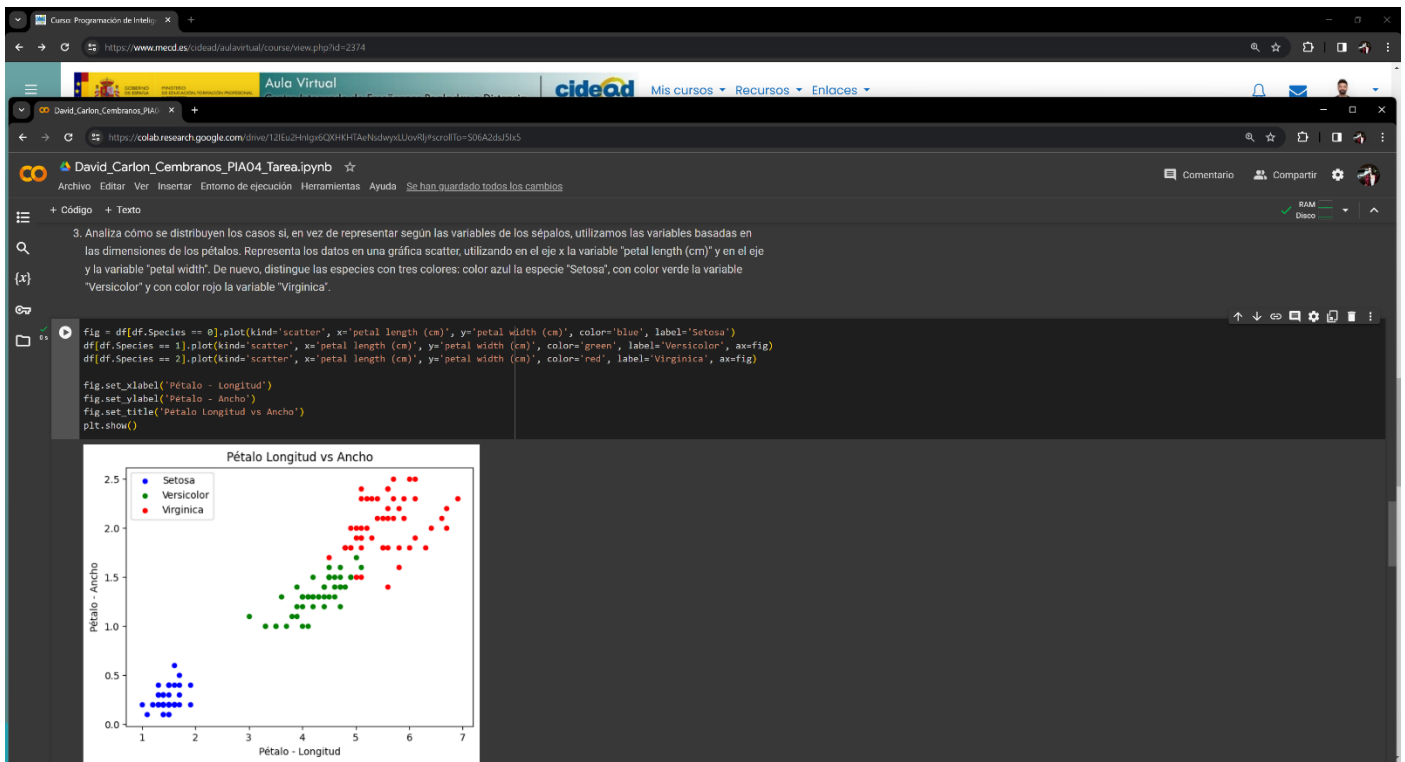 Curso: Programación de Intelig
https://www.mecd.es/cidead/aulavirtual/course/view.php?id=2374
GOBIERNO DE ESPAÑA
Aula Virtual
cidead
Mis cursos Recursos Enlaces
David_Carlon_Cembranos_PIA0
David_Carlon_Cembranos_PIA04_Tarea.ipynb
Archivo Editar Ver Insertar Entorno de ejecución Herramientas Ayuda Se han guardado todos los cambios
Comentario Compartir
+ Código + Texto
RAM
Disco
3. Analiza cómo se distribuyen los casos si, en vez de representar según las variables de los sépalos, utilizamos las variables basadas en
las dimensiones de los pétalos. Representa los datos en una gráfica scatter, utilizando en el eje x la variable "petal length (cm)" y en el eje
y la variable "petal width". De nuevo, distingue las especies con tres colores: color azul la especie "Setosa", con color verde la variable
"Versicolor" y con color rojo la variable "Virginica".
{x}
0 s
fig = df[df.Species == 0].plot(kind='scatter', x='petal length (cm)', y='petal width (cm)', color='blue', label='Setosa')
df[df.Species == 1].plot(kind='scatter', x='petal length (cm)', y='petal width (cm)', color='green', label='Versicolor', ax=fig)
df[df.Species == 2].plot(kind='scatter', x='petal length (cm)', y='petal width (cm)', color='red', label='Virginica', ax=fig)
fig.set_xlabel('Pétalo - Longitud')
fig.set_ylabel('Pétalo - Ancho')
fig.set_title('Pétalo Longitud vs Ancho')
plt.show()
Pétalo Longitud vs Ancho
Setosa
Versicolor
Virginica
2.5
2.0
1.5
1.0
0.5
0.0
Pétalo - Ancho
1 2 3 4 5 6 7
Pétalo - Longitud